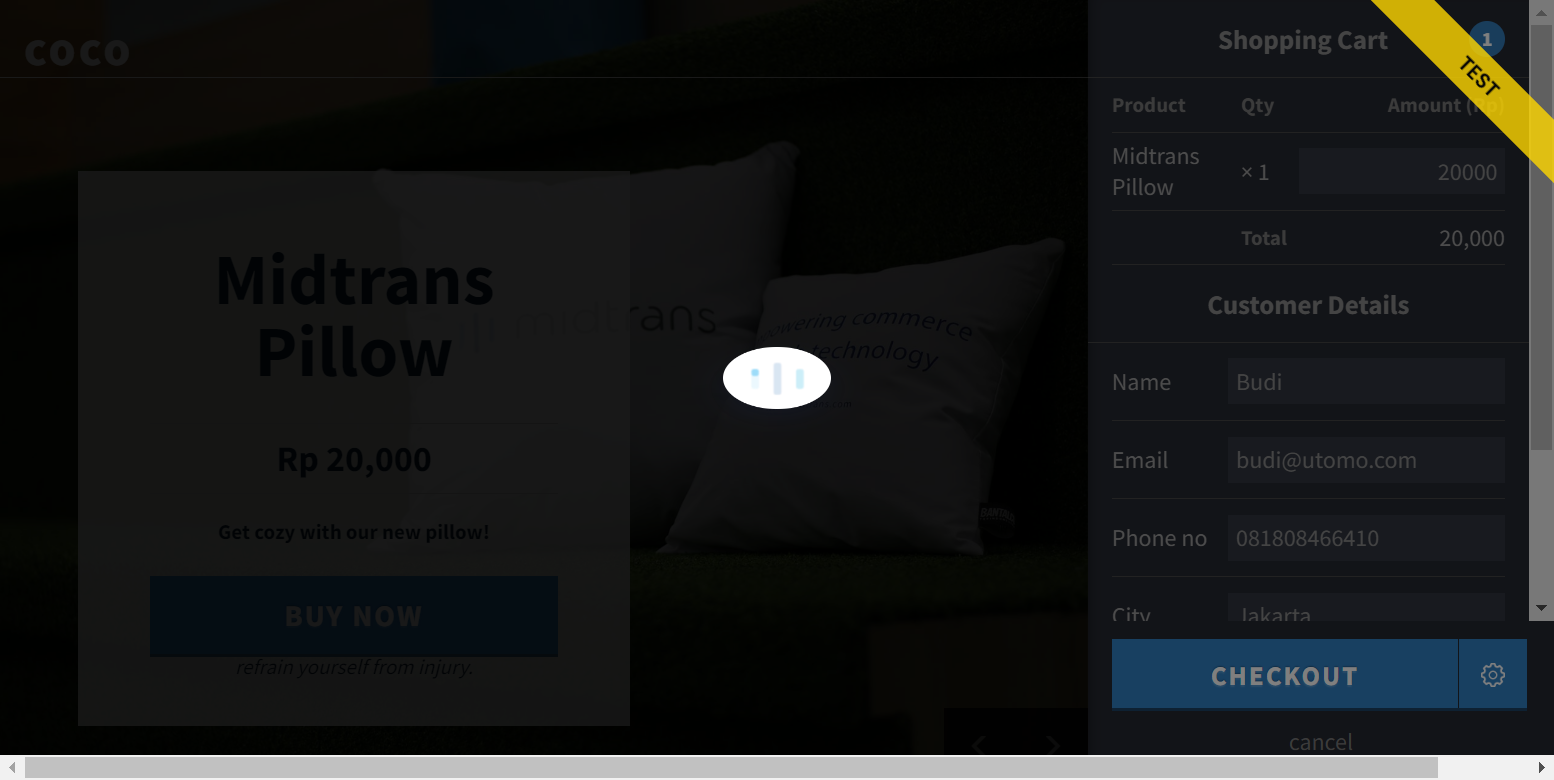 coco
Midtrans
Pillow
Rp 20,000
Get cozy with our new pillow!
BUY NOW
refrain yourself from injury.
midtrans
owering commerce
technology
Shopping Cart
1
TEST
Product Qty Amount (Rp)
Midtrans
Pillow
× 1 20000
Total 20,000
Customer Details
Name Budi
Email budi@utomo.com
Phone no 081808466410
City Jakarta
CHECKOUT
cancel